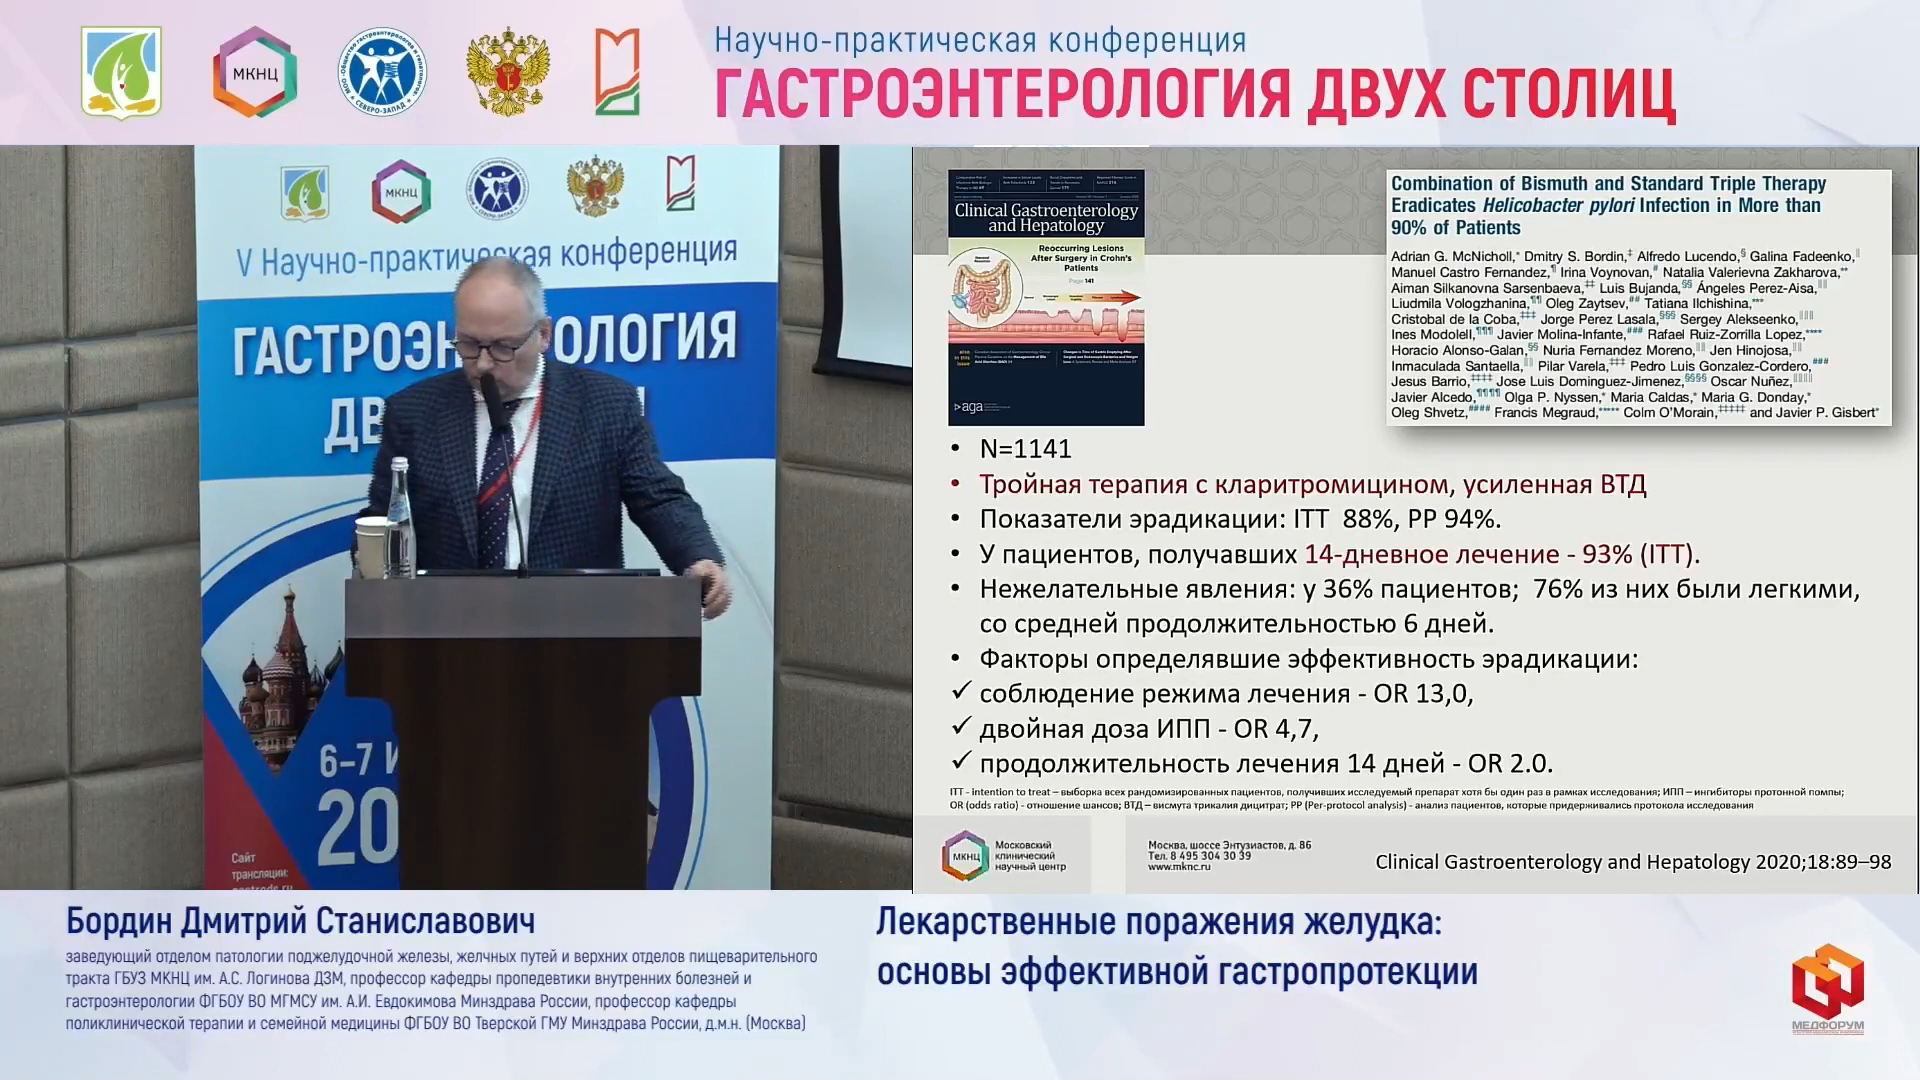 Научно-практическая конференция
ГАСТРОЭНТЕРОЛОГИЯ ДВУХ СТОЛИЦ
МКНЦ
СЕВЕРО-ЗАПАД
МКНЦ
V Научно-практическая конференция
ГАСТРОЭН ОЛОГИЯ
ДВ
6–7 И
20
Сайт
трансляции:
Clinical Gastroenterology
and Hepatology
Reoccurring Lesions
After Surgery in Crohn's
Patients
Page 141
aga
Combination of Bismuth and Standard Triple Therapy
Eradicates Helicobacter pylori Infection in More than
90% of Patients
Adrian G. McNicholl,* Dmitry S. Bordin,‡ Alfredo Lucendo,§ Galina Fadeenko,||
Manuel Castro Fernandez,¶ Irina Voynovan,# Natalia Valerievna Zakharova,**
Aiman Silkanovna Sarsenbaeva,‡‡ Luis Bujanda,§§ Ángeles Perez-Aisa,||||
Liudmila Vologzhanina,¶¶ Oleg Zaytsev,## Tatiana Ilchishina,***
Cristobal de la Coba,‡‡‡ Jorge Perez Lasala,§§§ Sergey Alekseenko,||||||
Ines Modolell,¶¶¶ Javier Molina-Infante,### Rafael Ruiz-Zorrilla Lopez,****
Horacio Alonso-Galan,§§ Nuria Fernandez Moreno,|||| Jen Hinojosa,||||
Inmaculada Santaella,|||| Pilar Varela,‡‡‡ Pedro Luis Gonzalez-Cordero,###
Jesus Barrio,‡‡‡‡ Jose Luis Dominguez-Jimenez,§§§§ Oscar Nuñez,||||||||
Javier Alcedo,¶¶¶¶ Olga P. Nyssen,* Maria Caldas,* Maria G. Donday,*
Oleg Shvetz,#### Francis Megraud,***** Colm O'Morain,‡‡‡‡‡ and Javier P. Gisbert*
• N=1141
• Тройная терапия с кларитромицином, усиленная ВТД
• Показатели эрадикации: ITT 88%, PP 94%.
• У пациентов, получавших 14-дневное лечение - 93% (ITT).
• Нежелательные явления: у 36% пациентов; 76% из них были легкими,
со средней продолжительностью 6 дней.
• Факторы определявшие эффективность эрадикации:
✓ соблюдение режима лечения - OR 13,0,
✓ двойная доза ИПП - OR 4,7,
✓ продолжительность лечения 14 дней - OR 2.0.
ITT - intention to treat – выборка всех рандомизированных пациентов, получивших исследуемый препарат хотя бы один раз в рамках исследования; ИПП – ингибиторы протонной помпы;
OR (odds ratio) - отношение шансов; ВТД – висмута трикалия дицитрат; PP (Per-protocol analysis) - анализ пациентов, которые придерживались протокола исследования
МКНЦ
Московский
клинический
научный центр
Москва, шоссе Энтузиастов, д. 86
Тел. 8 495 304 30 39
www.mknc.ru
Clinical Gastroenterology and Hepatology 2020;18:89–98
Бордин Дмитрий Станиславович
заведующий отделом патологии поджелудочной железы, желчных путей и верхних отделов пищеварительного
тракта ГБУЗ МКНЦ им. А.С. Логинова ДЗМ, профессор кафедры пропедевтики внутренних болезней и
гастроэнтерологии ФГБОУ ВО МГМСУ им. А.И. Евдокимова Минздрава России, профессор кафедры
поликлинической терапии и семейной медицины ФГБОУ ВО Тверской ГМУ Минздрава России, д.м.н. (Москва)
Лекарственные поражения желудка:
основы эффективной гастропротекции
МЕДФОРУМ